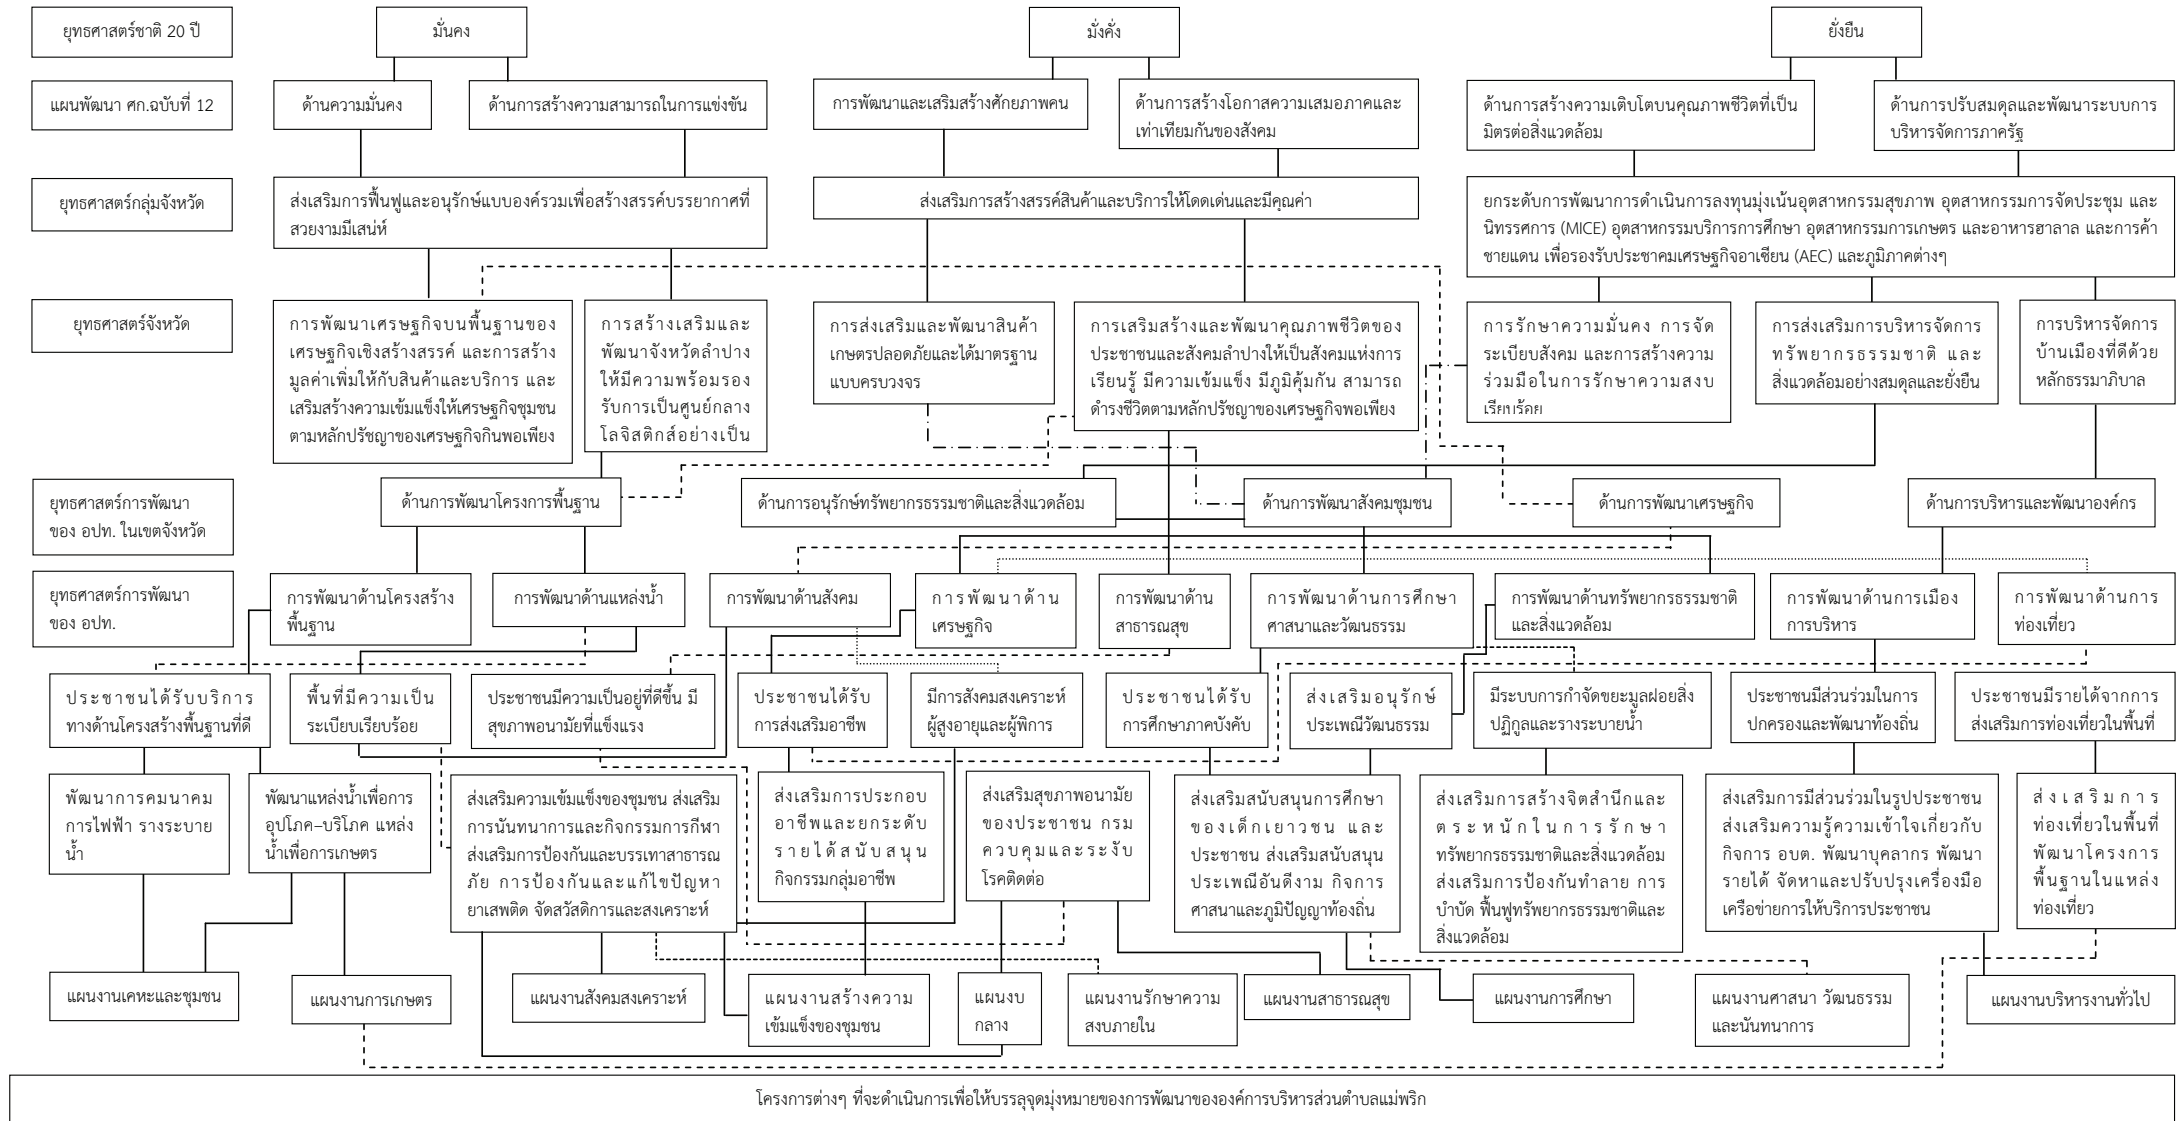 ยุทธศาสตร์ชาติ 20 ปี
มั่นคง
มั่งคั่ง
ยั่งยืน
แผนพัฒนา ศก.ฉบับที่ 12
ด้านความมั่นคง
ด้านการสร้างความสามารถในการแข่งขัน
การพัฒนาและเสริมสร้างศักยภาพคน
ด้านการสร้างโอกาสความเสมอภาคและ
เท่าเทียมกันของสังคม
ด้านการสร้างความเติบโตบนคุณภาพชีวิตที่เป็น
มิตรต่อสิ่งแวดล้อม
ด้านการปรับสมดุลและพัฒนาระบบการ
บริหารจัดการภาครัฐ
ยุทธศาสตร์กลุ่มจังหวัด
ส่งเสริมการฟื้นฟูและอนุรักษ์แบบองค์รวมเพื่อสร้างสรรค์บรรยากาศที่
สวยงามมีเสน่ห์
ส่งเสริมการสร้างสรรค์สินค้าและบริการให้โดดเด่นและมีคุณค่า
ยกระดับการพัฒนาการดำเนินการลงทุนมุ่งเน้นอุตสาหกรรมสุขภาพ อุตสาหกรรมการจัดประชุม และ
นิทรรศการ (MICE) อุตสาหกรรมบริการการศึกษา อุตสาหกรรมการเกษตร และอาหารฮาลาล และการค้า
ชายแดน เพื่อรองรับประชาคมเศรษฐกิจอาเซียน (AEC) และภูมิภาคต่างๆ
ยุทธศาสตร์จังหวัด
การพัฒนาเศรษฐกิจบนพื้นฐานของ
เศรษฐกิจเชิงสร้างสรรค์ และการสร้าง
มูลค่าเพิ่มให้กับสินค้าและบริการ และ
เสริมสร้างความเข้มแข็งให้เศรษฐกิจชุมชน
ตามหลักปรัชญาของเศรษฐกิจกินพอเพียง
การสร้างเสริมและ
พัฒนาจังหวัดลำปาง
ให้มีความพร้อมรอง
รับการเป็นศูนย์กลาง
โลจิสติกส์อย่างเป็น
การส่งเสริมและพัฒนาสินค้า
เกษตรปลอดภัยและได้มาตรฐาน
แบบครบวงจร
การเสริมสร้างและพัฒนาคุณภาพชีวิตของ
ประชาชนและสังคมลำปางให้เป็นสังคมแห่งการ
เรียนรู้ มีความเข้มแข็ง มีภูมิคุ้มกัน สามารถ
ดำรงชีวิตตามหลักปรัชญาของเศรษฐกิจพอเพียง
การรักษาความมั่นคง การจัด
ระเบียบสังคม และการสร้างความ
ร่วมมือในการรักษาความสงบ
เรียบร้อย
การส่งเสริมการบริหารจัดการ
ทรัพยากรธรรมชาติ และ
สิ่งแวดล้อมอย่างสมดุลและยั่งยืน
การบริหารจัดการ
บ้านเมืองที่ดีด้วย
หลักธรรมาภิบาล
ยุทธศาสตร์การพัฒนา
ของ อปท. ในเขตจังหวัด
ด้านการพัฒนาโครงการพื้นฐาน
ด้านการอนุรักษ์ทรัพยากรธรรมชาติและสิ่งแวดล้อม
ด้านการพัฒนาสังคมชุมชน
ด้านการพัฒนาเศรษฐกิจ
ด้านการบริหารและพัฒนาองค์กร
ยุทธศาสตร์การพัฒนา
ของ อปท.
การพัฒนาด้านโครงสร้าง
พื้นฐาน
การพัฒนาด้านแหล่งน้ำ
การพัฒนาด้านสังคม
การพัฒนาด้าน
เศรษฐกิจ
การพัฒนาด้าน
สาธารณสุข
การพัฒนาด้านการศึกษา
ศาสนาและวัฒนธรรม
การพัฒนาด้านทรัพยากรธรรมชาติ
และสิ่งแวดล้อม
การพัฒนาด้านการเมือง
การบริหาร
การพัฒนาด้านการ
ท่องเที่ยว
ประชาชนได้รับบริการ
ทางด้านโครงสร้างพื้นฐานที่ดี
พื้นที่มีความเป็น
ระเบียบเรียบร้อย
ประชาชนมีความเป็นอยู่ที่ดีขึ้น มี
สุขภาพอนามัยที่แข็งแรง
ประชาชนได้รับ
การส่งเสริมอาชีพ
มีการสังคมสงเคราะห์
ผู้สูงอายุและผู้พิการ
ประชาชนได้รับ
การศึกษาภาคบังคับ
ส่งเสริมอนุรักษ์
ประเพณีวัฒนธรรม
มีระบบการกำจัดขยะมูลฝอยสิ่ง
ปฏิกูลและรางระบายน้ำ
ประชาชนมีส่วนร่วมในการ
ปกครองและพัฒนาท้องถิ่น
ประชาชนมีรายได้จากการ
ส่งเสริมการท่องเที่ยวในพื้นที่
พัฒนาการคมนาคม
การไฟฟ้า รางระบาย
น้ำ
พัฒนาแหล่งน้ำเพื่อการ
อุปโภค–บริโภค แหล่ง
น้ำเพื่อการเกษตร
ส่งเสริมความเข้มแข็งของชุมชน ส่งเสริม
การนันทนาการและกิจกรรมการกีฬา
ส่งเสริมการป้องกันและบรรเทาสาธารณ
ภัย การป้องกันและแก้ไขปัญหา
ยาเสพติด จัดสวัสดิการและสงเคราะห์
ส่งเสริมการประกอบ
อาชีพและยกระดับ
รายได้สนับสนุน
กิจกรรมกลุ่มอาชีพ
ส่งเสริมสุขภาพอนามัย
ของประชาชน กรม
ควบคุมและระงับ
โรคติดต่อ
ส่งเสริมสนับสนุนการศึกษา
ของเด็กเยาวชน และ
ประชาชน ส่งเสริมสนับสนุน
ประเพณีอันดีงาม กิจการ
ศาสนาและภูมิปัญญาท้องถิ่น
ส่งเสริมการสร้างจิตสำนึกและ
ตระหนักในการรักษา
ทรัพยากรธรรมชาติและสิ่งแวดล้อม
ส่งเสริมการป้องกันทำลาย การ
บำบัด ฟื้นฟูทรัพยากรธรรมชาติและ
สิ่งแวดล้อม
ส่งเสริมการมีส่วนร่วมในรูปประชาชน
ส่งเสริมความรู้ความเข้าใจเกี่ยวกับ
กิจการ อบต. พัฒนาบุคลากร พัฒนา
รายได้ จัดหาและปรับปรุงเครื่องมือ
เครือข่ายการให้บริการประชาชน
ส่งเสริมการ
ท่องเที่ยวในพื้นที่
พัฒนาโครงการ
พื้นฐานในแหล่ง
ท่องเที่ยว
แผนงานเคหะและชุมชน
แผนงานการเกษตร
แผนงานสังคมสงเคราะห์
แผนงานสร้างความ
เข้มแข็งของชุมชน
แผนงบ
กลาง
แผนงานรักษาความ
สงบภายใน
แผนงานสาธารณสุข
แผนงานการศึกษา
แผนงานศาสนา วัฒนธรรม
และนันทนาการ
แผนงานบริหารงานทั่วไป
โครงการต่างๆ ที่จะดำเนินการเพื่อให้บรรลุจุดมุ่งหมายของการพัฒนาขององค์การบริหารส่วนตำบลแม่พริก